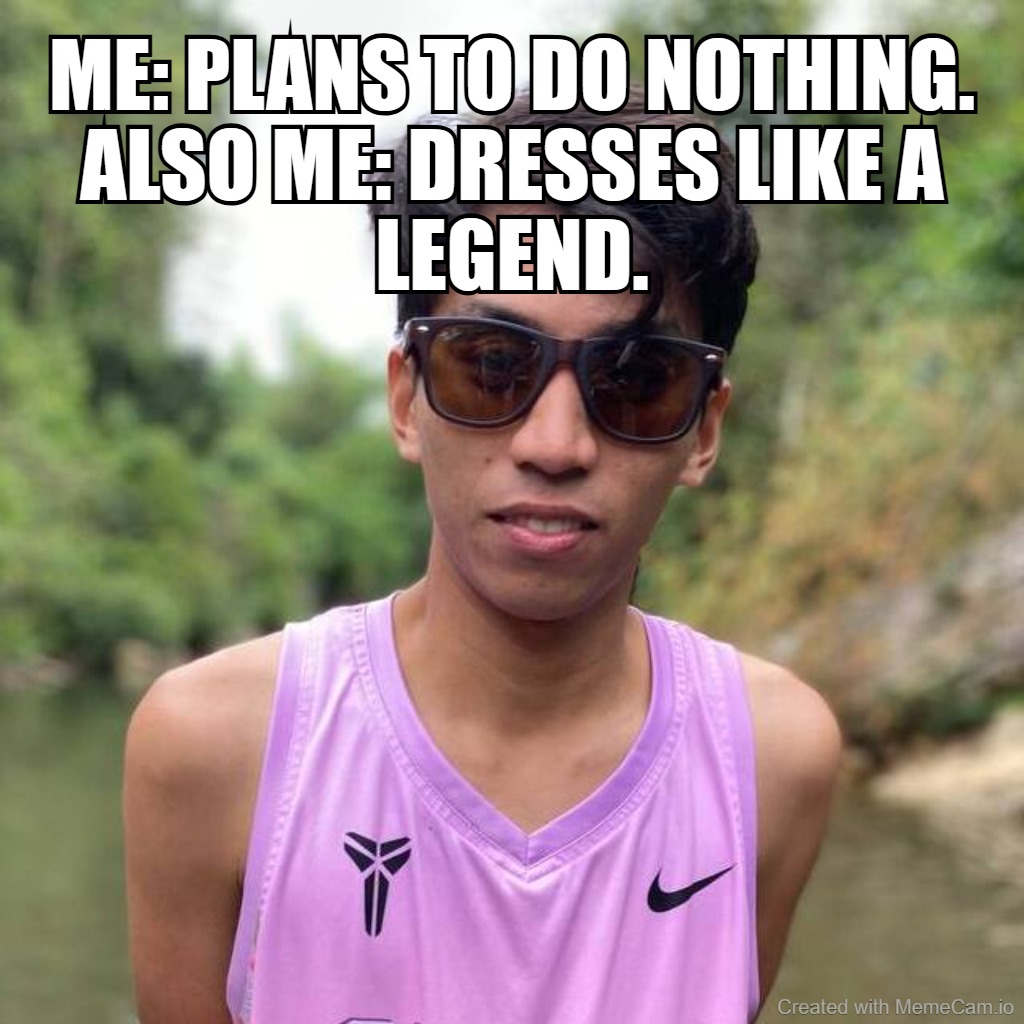 ME: PLANS TO DO NOTHING.
ALSO ME: DRESSES LIKE A
LEGEND.
Created with MemeCam.io